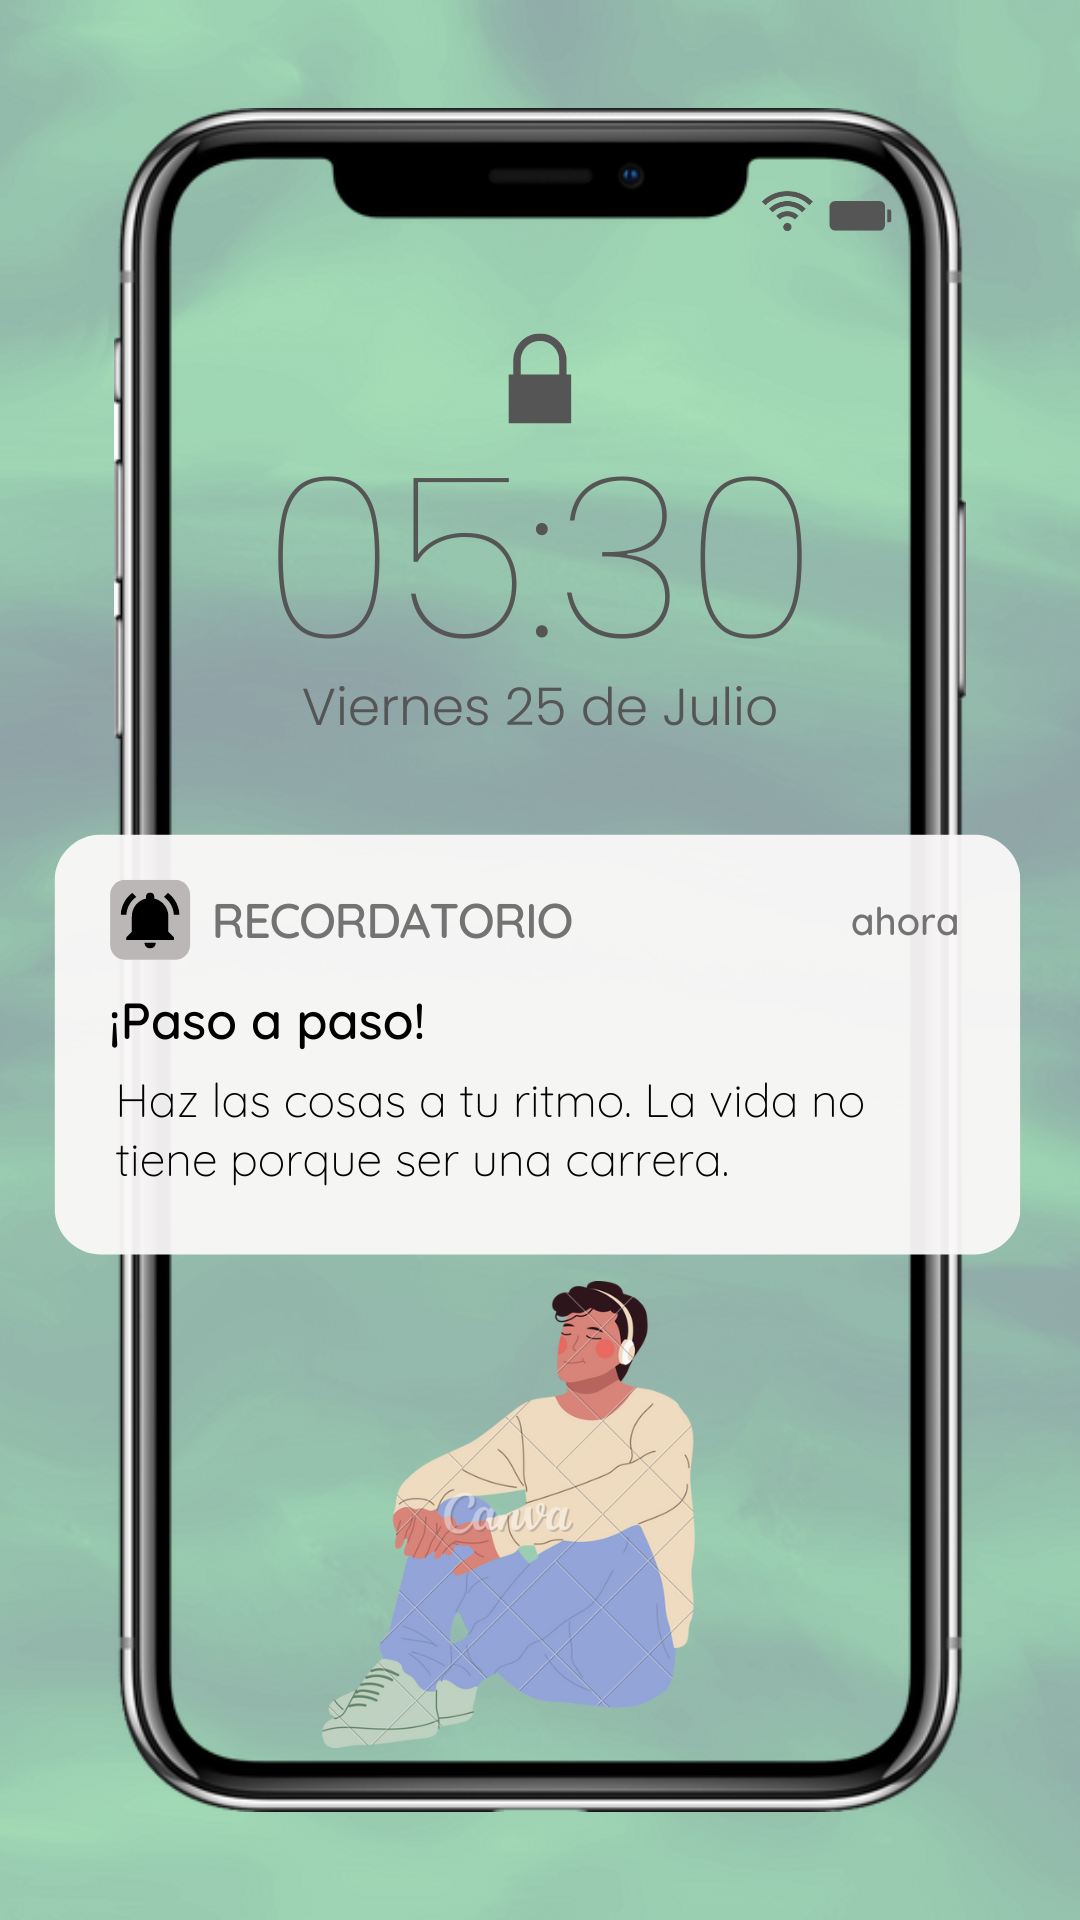 05:30
Viernes 25 de Julio
RECORDATORIO
ahora
¡Paso a paso!
Haz las cosas a tu ritmo. La vida no
tiene porque ser una carrera.
Canva